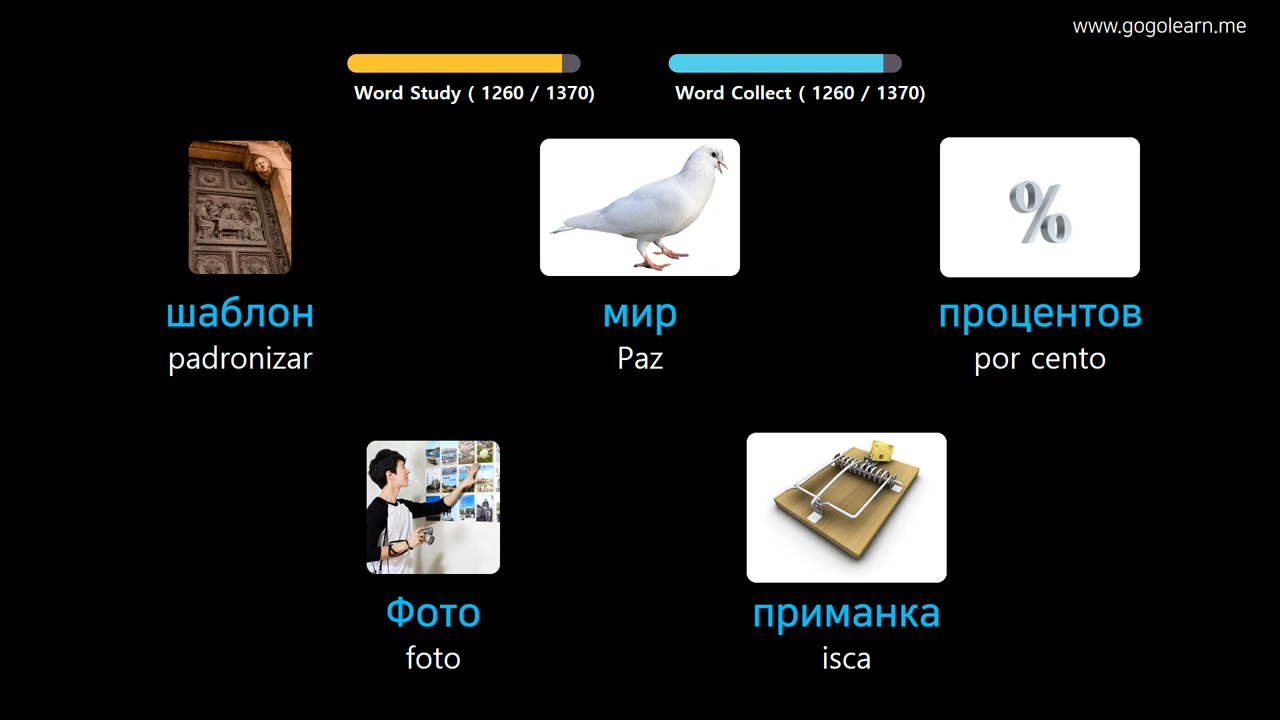 www.gogolearn.me
Word Study ( 1260 / 1370)
Word Collect ( 1260 / 1370)
шаблон
padronizar
мир
Paz
процентов
por cento
Фото
foto
приманка
isca